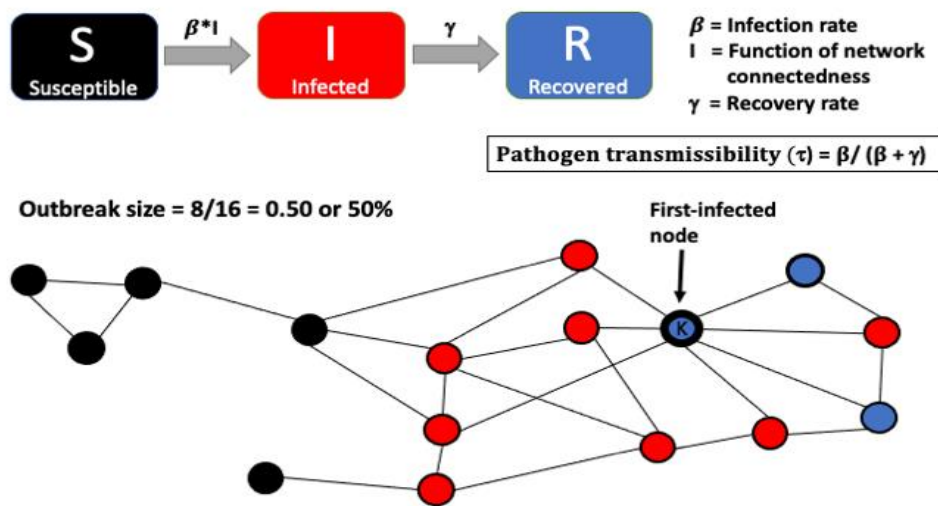 S
Susceptible
β*I
I
Infected
γ
R
Recovered
β = Infection rate
I = Function of network
connectedness
γ = Recovery rate
Pathogen transmissibility (τ) = β/ (β + γ)
Outbreak size = 8/16 = 0.50 or 50%
First-infected
node
K